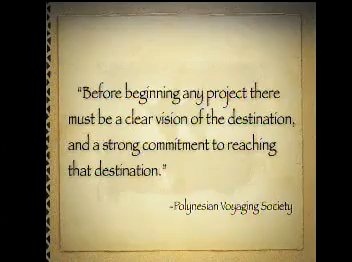 "Before beginning any project there
must be a clear vision of the destination,
and a strong commitment to reaching
that destination."
-Polynesian Voyaging Society